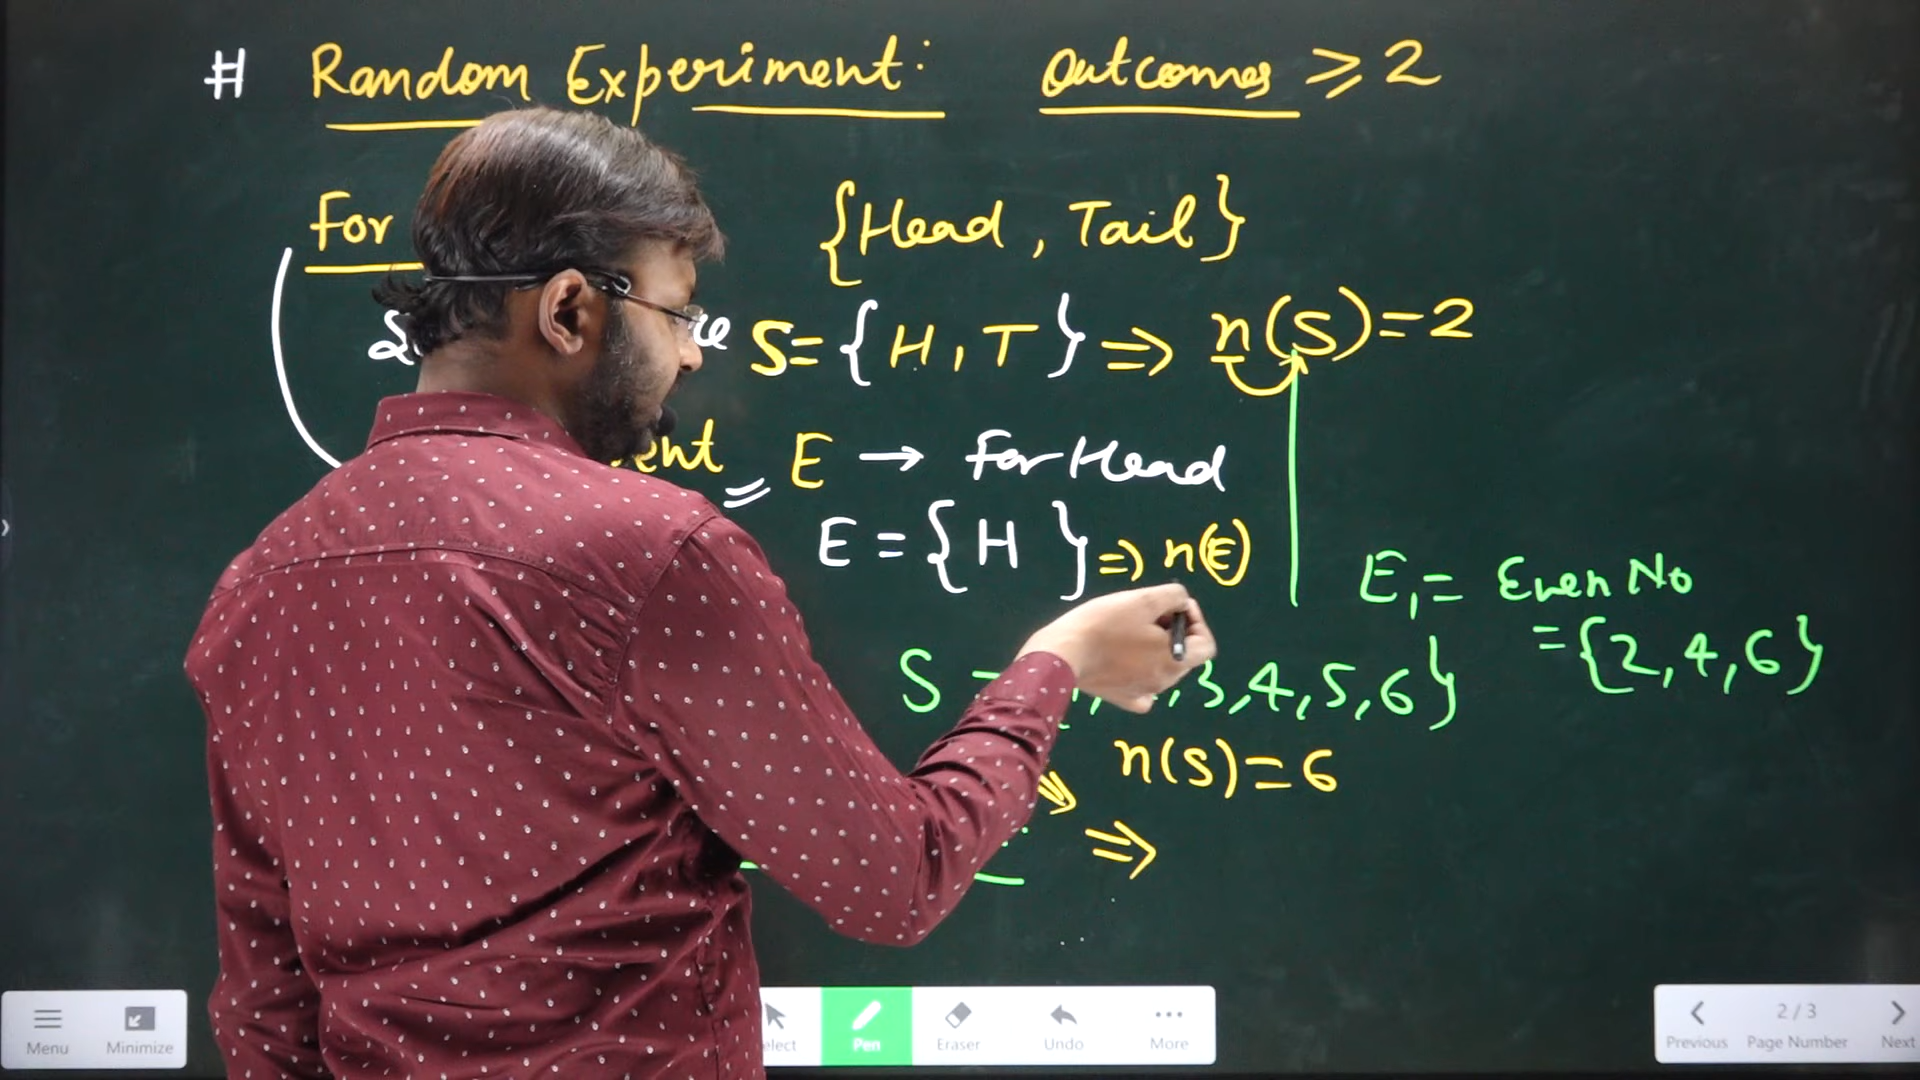 # Random Experiment: Outcomes ≥ 2
For {Head, Tail}
S = {H, T} ⇒ n(S) = 2
E → For Head
E = {H} ⇒ n(E)
E₁ = Even No
= {2, 4, 6}
S 3, 4, 5, 6}
n(S) = 6
⇒
Menu Minimize Pen Eraser Undo More Previous 2 / 3 Page Number Next